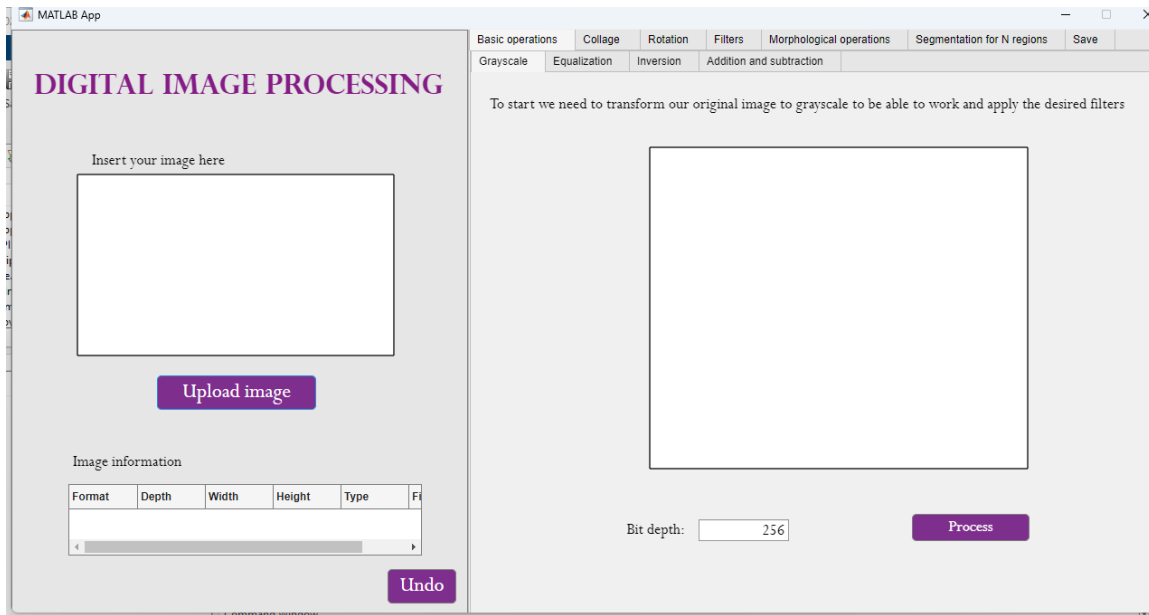 MATLAB App
DIGITAL IMAGE PROCESSING
Insert your image here
Upload image
Image information
Format Depth Width Height Type Fi
Undo
Basic operations Collage Rotation Filters Morphological operations Segmentation for N regions Save
Grayscale Equalization Inversion Addition and subtraction
To start we need to transform our original image to grayscale to be able to work and apply the desired filters
Bit depth: 256 Process
Command Window